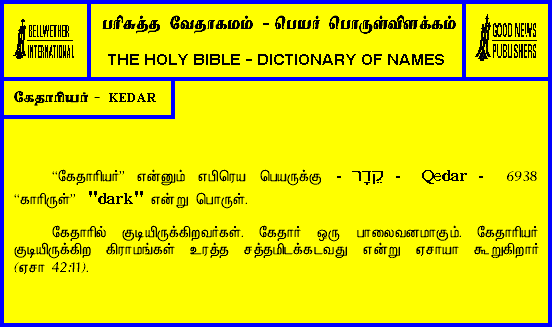 BELLWETHER
INTERNATIONAL
பரிசுத்த வேதாகமம் - பெயர் பொருள்விளக்கம்
THE HOLY BIBLE - DICTIONARY OF NAMES
GOOD NEWS
PUBLISHERS
கேதாரியர் - KEDAR
“கேதாரியர்” என்னும் எபிரெய பெயருக்கு - קֵדָר - Qedar - 6938
“காரிருள்” "dark" என்று பொருள்.
கேதாரில் குடியிருக்கிறவர்கள். கேதார் ஒரு பாலைவனமாகும். கேதாரியர்
குடியிருக்கிற கிராமங்கள் உரத்த சத்தமிடக்கடவது என்று ஏசாயா கூறுகிறார்
(ஏசா 42:11).